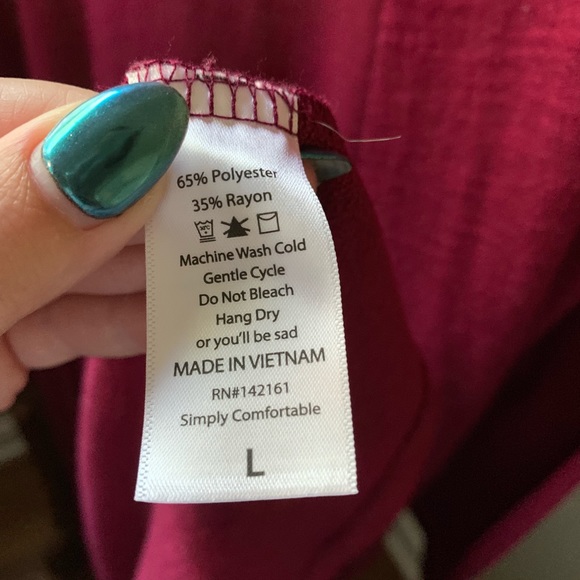 65% Polyester
35% Rayon
Machine Wash Cold
Gentle Cycle
Do Not Bleach
Hang Dry
or you'll be sad
MADE IN VIETNAM
RN#142161
Simply Comfortable
L